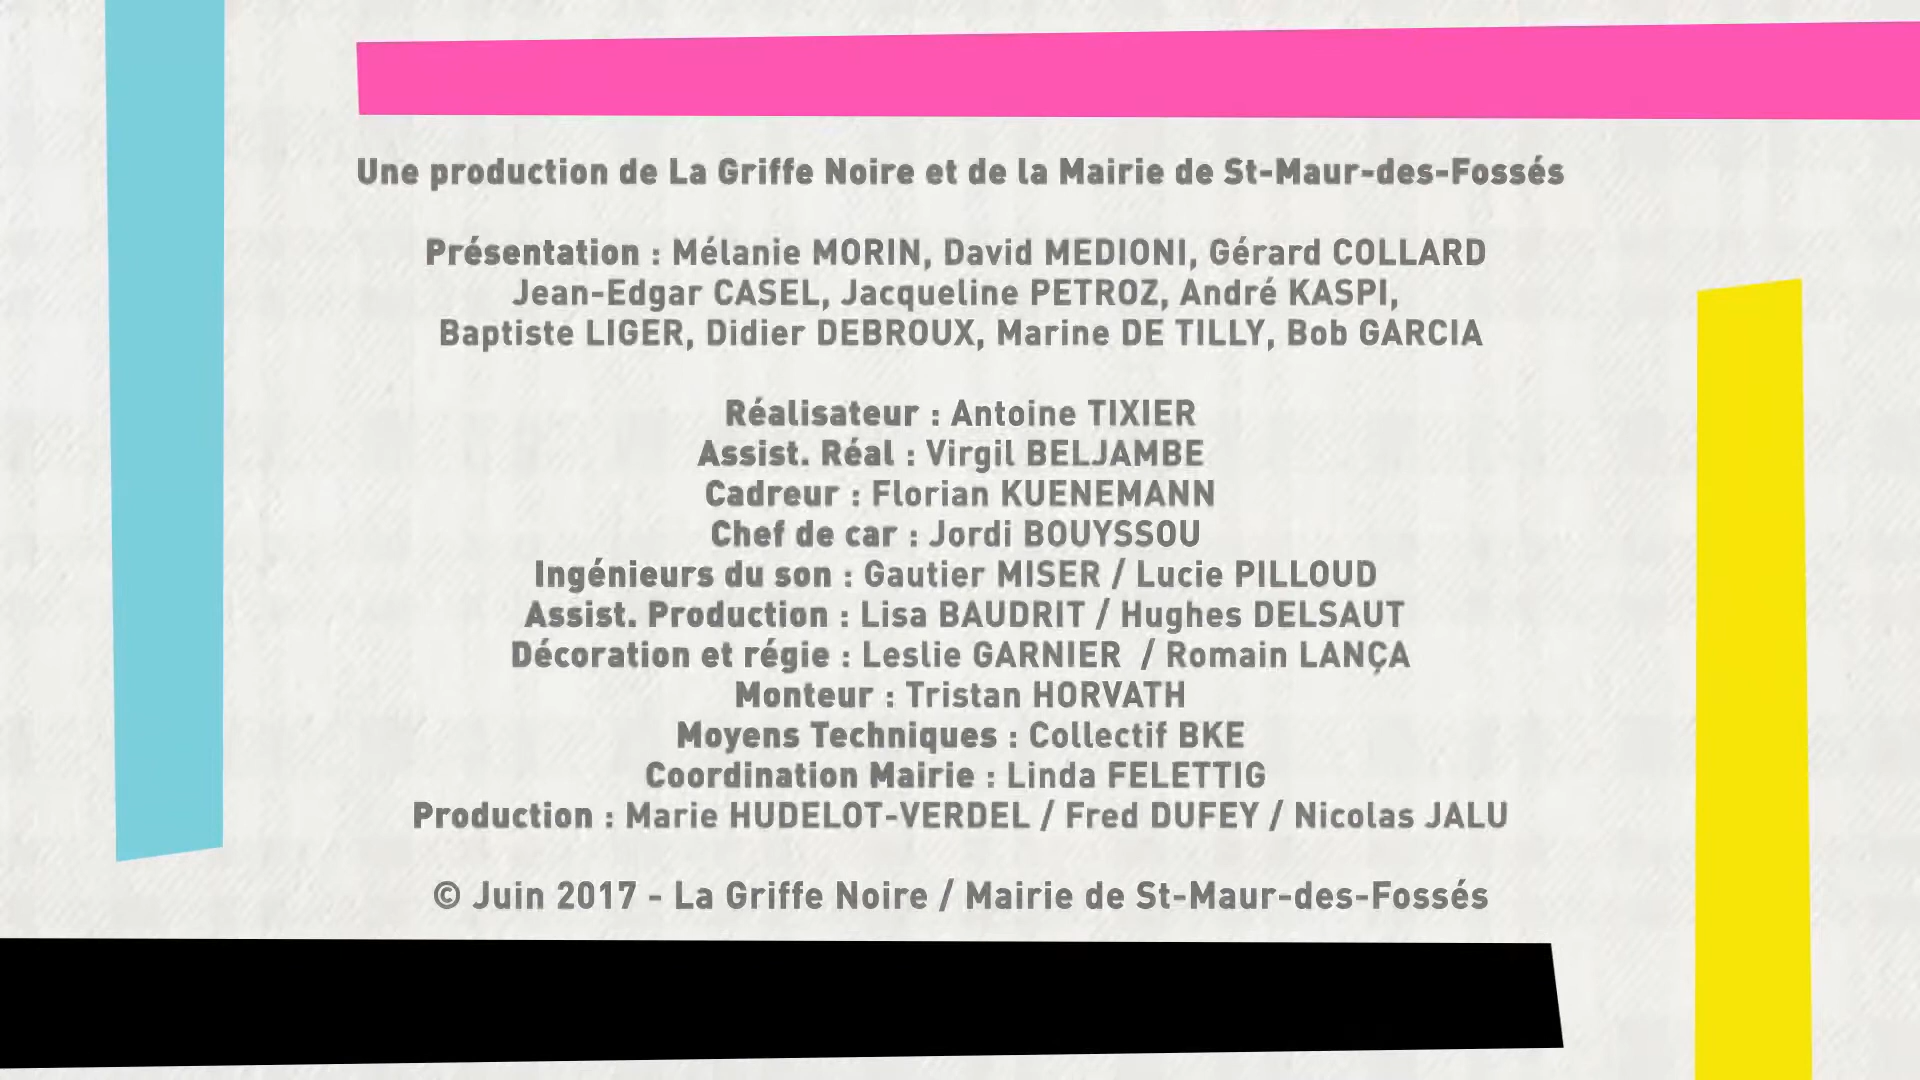 Une production de La Griffe Noire et de la Mairie de St-Maur-des-Fossés
Présentation : Mélanie MORIN, David MEDIONI, Gérard COLLARD
Jean-Edgar CASEL, Jacqueline PETROZ, André KASPI,
Baptiste LIGER, Didier DEBROUX, Marine DE TILLY, Bob GARCIA
Réalisateur : Antoine TIXIER
Assist. Réal : Virgil BELJAMBE
Cadreur : Florian KUENEMANN
Chef de car : Jordi BOUYSSOU
Ingénieurs du son : Gautier MISER / Lucie PILLOUD
Assist. Production : Lisa BAUDRIT / Hughes DELSAUT
Décoration et régie : Leslie GARNIER / Romain LANÇA
Monteur : Tristan HORVATH
Moyens Techniques : Collectif BKE
Coordination Mairie : Linda FELETTIG
Production : Marie HUDELOT-VERDEL / Fred DUFEY / Nicolas JALU
© Juin 2017 - La Griffe Noire / Mairie de St-Maur-des-Fossés